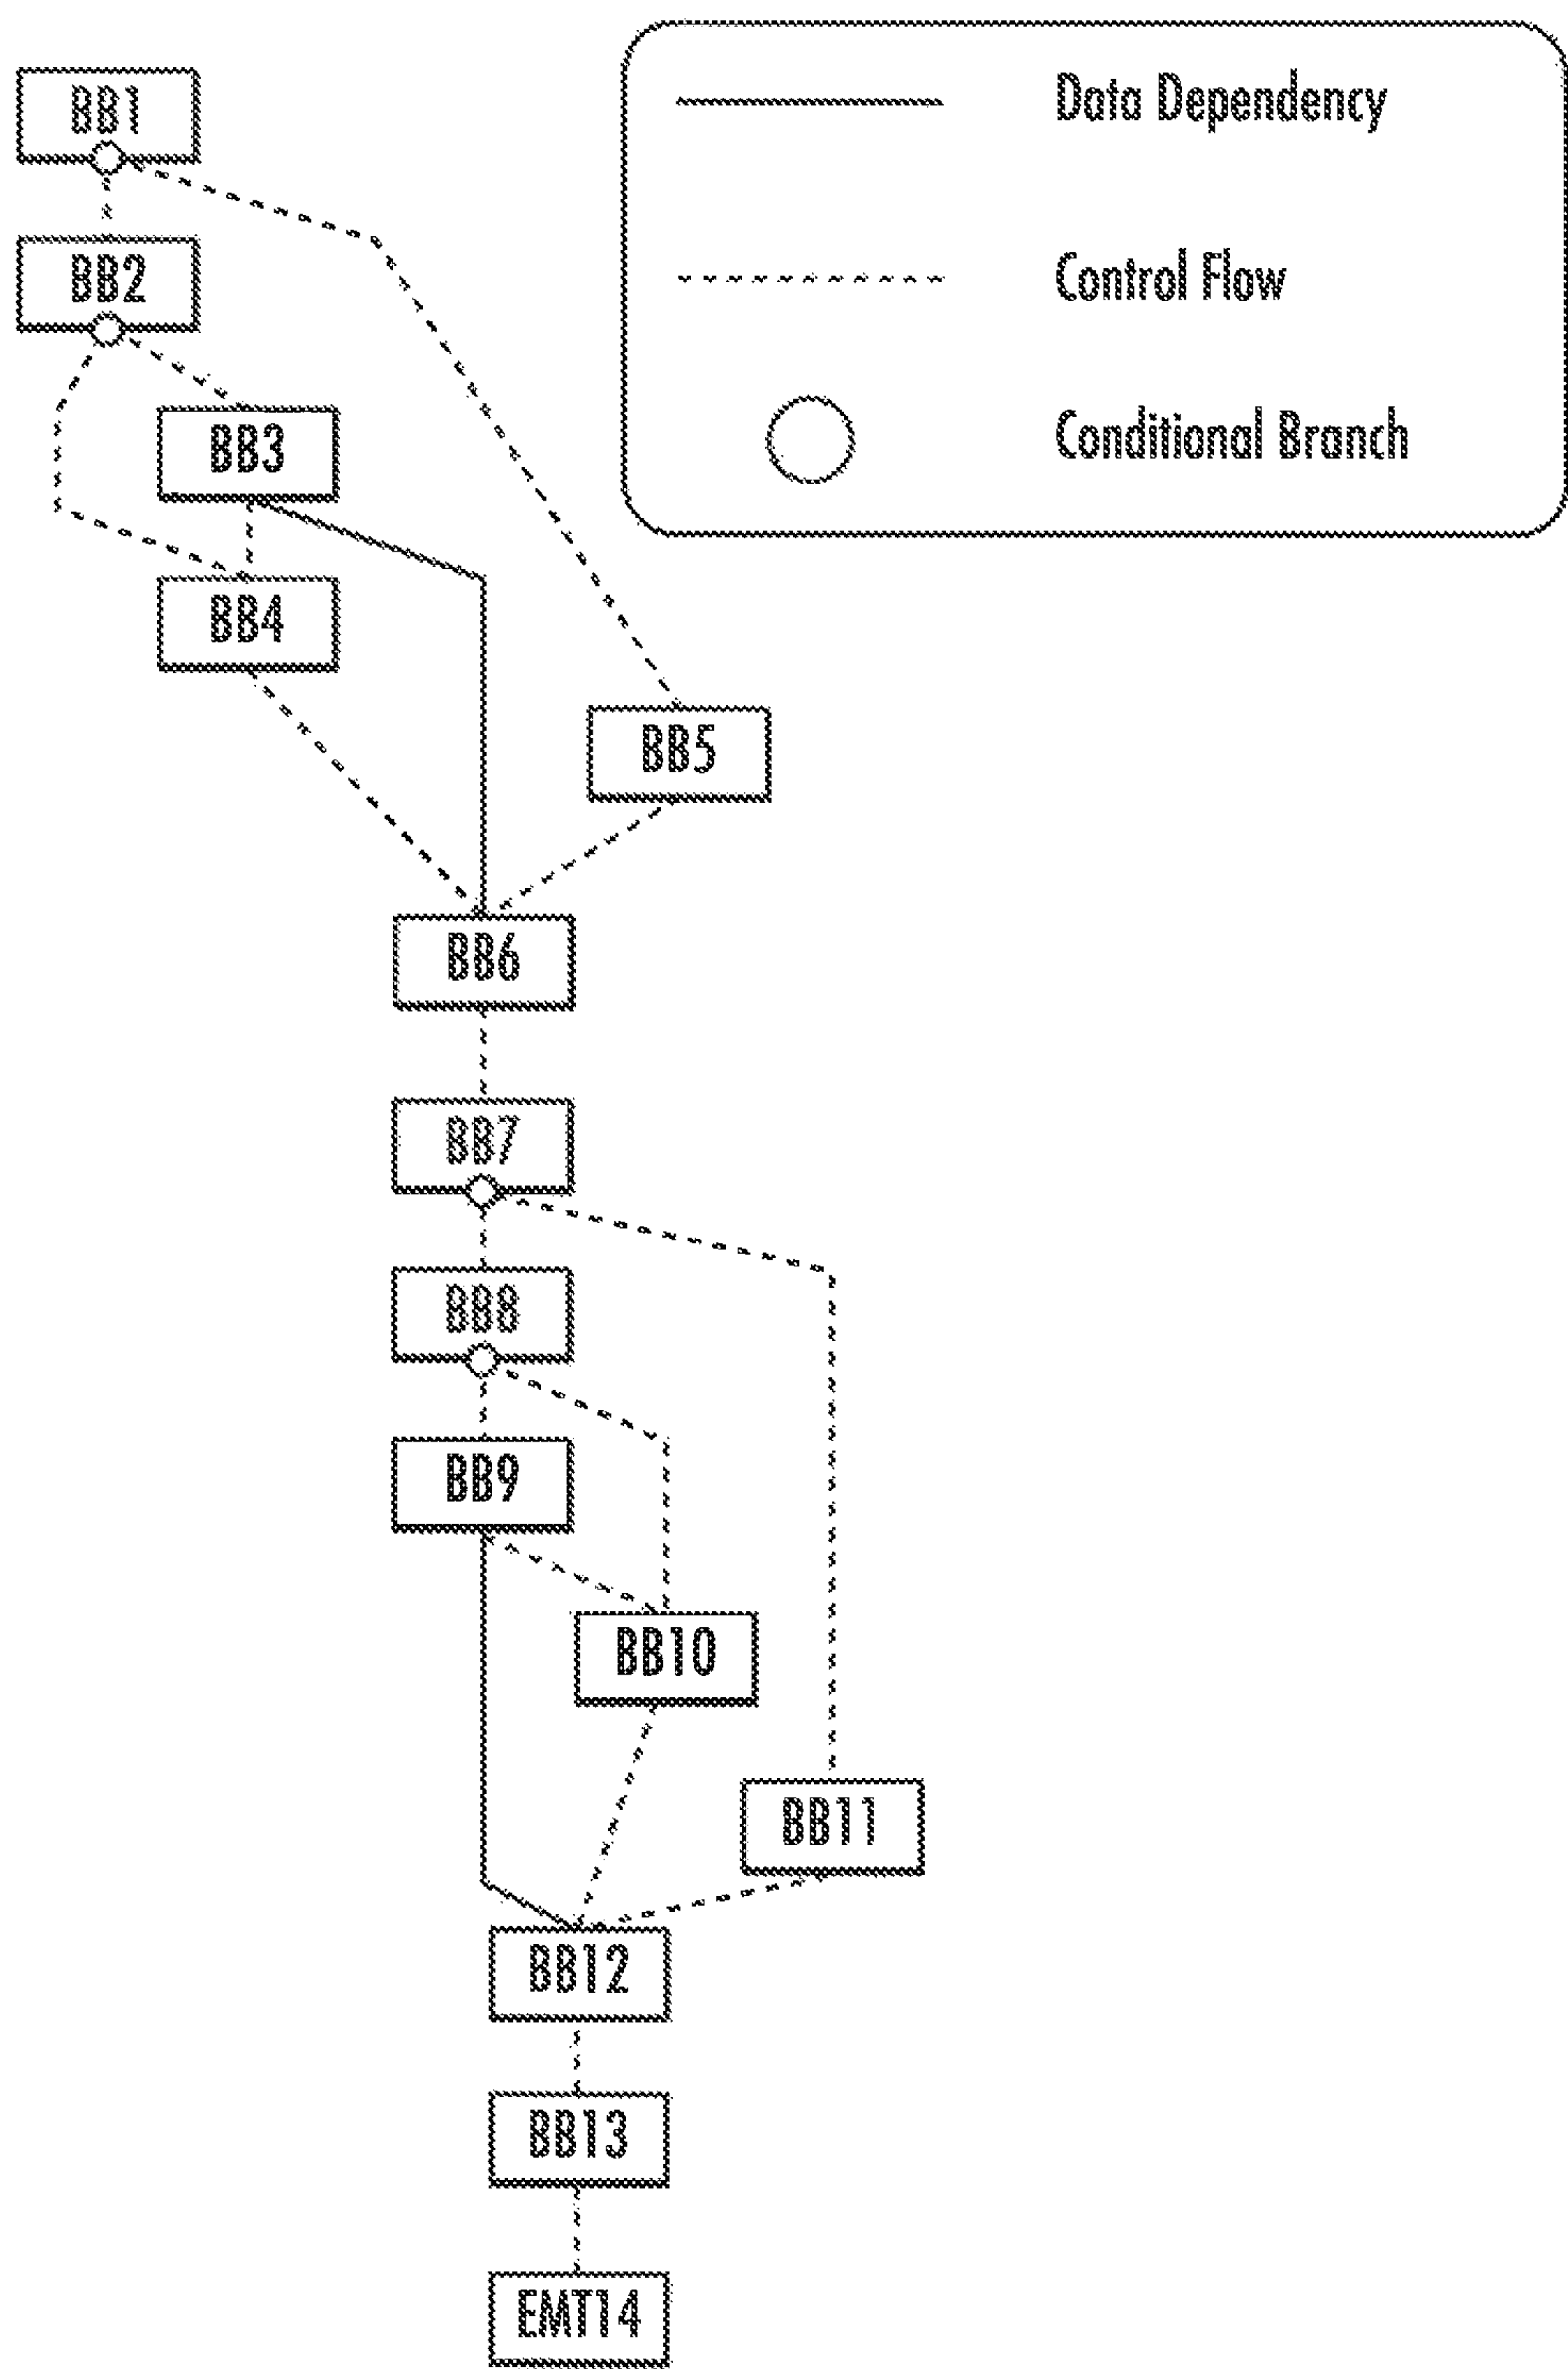 BB1
Data Dependency
BB2
Control Flow
BB3
Conditional Branch
BB4
BB5
BB6
BB7
BB8
BB9
BB10
BB11
BB12
BB13
EMT14